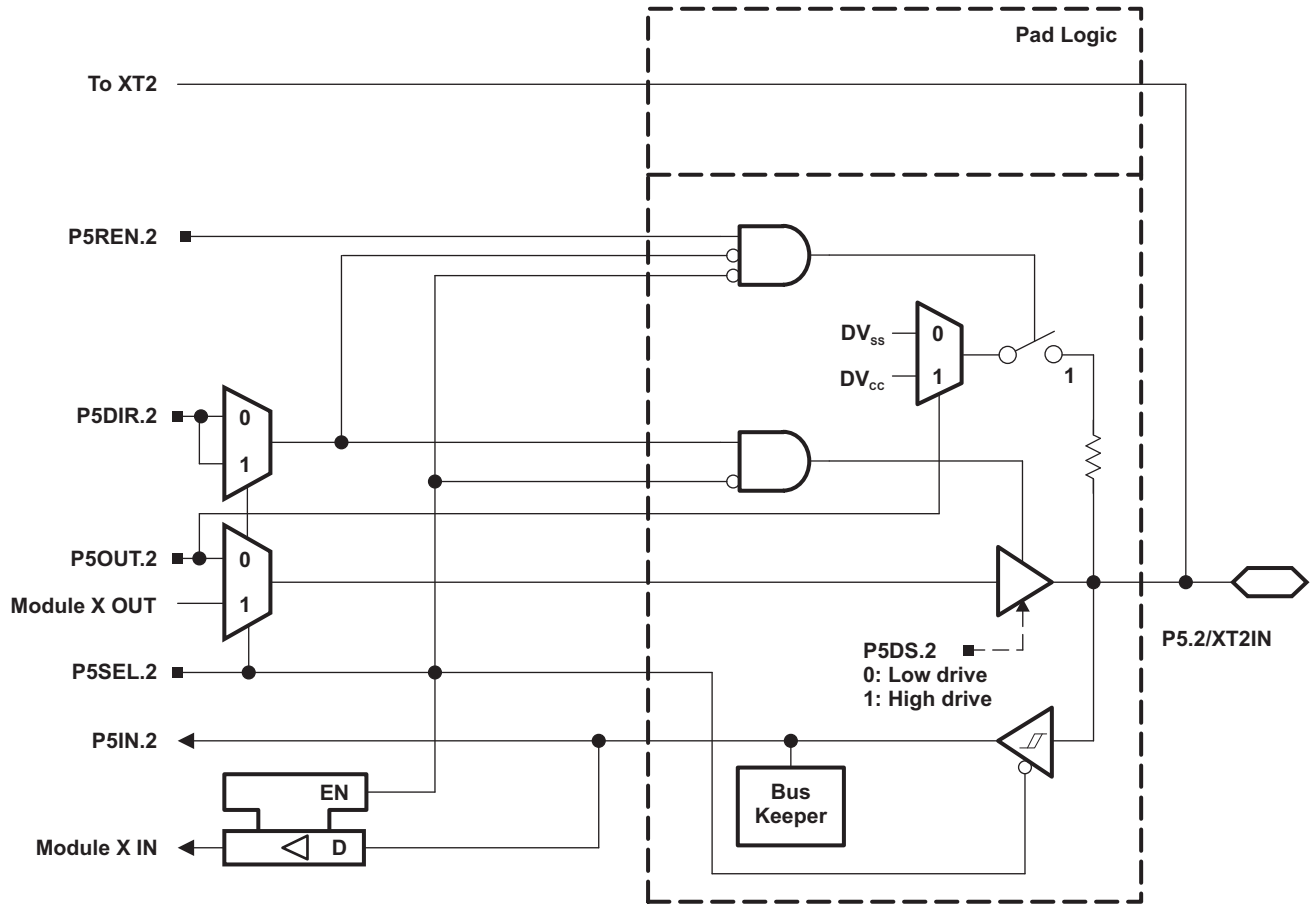 Pad Logic
To XT2
P5REN.2
DVSS
0
DVCC
1
1
P5DIR.2
0
1
P5OUT.2
0
Module X OUT
1
P5.2/XT2IN
P5DS.2
0: Low drive
1: High drive
P5SEL.2
P5IN.2
Bus
Keeper
EN
Module X IN
D